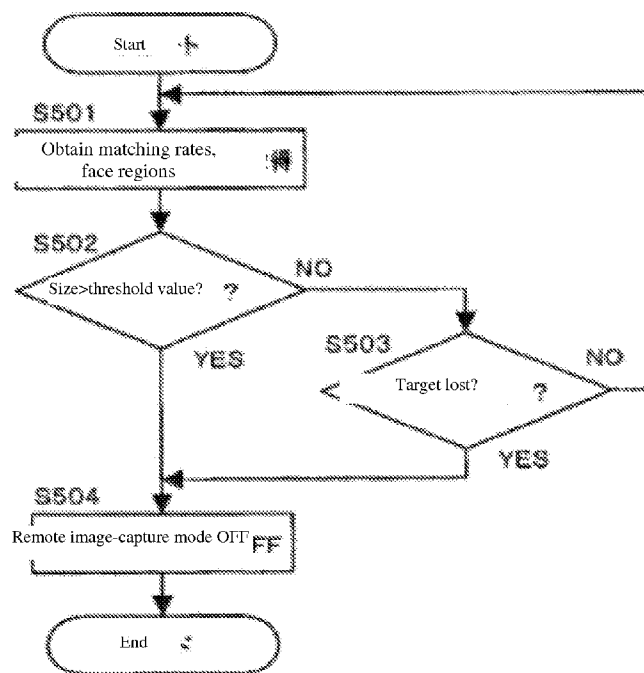 Start
S501
Obtain matching rates,
face regions
S502
Size>threshold value? ?
NO
YES
S503
Target lost? ?
NO
YES
S504
Remote image-capture mode OFF FF
End